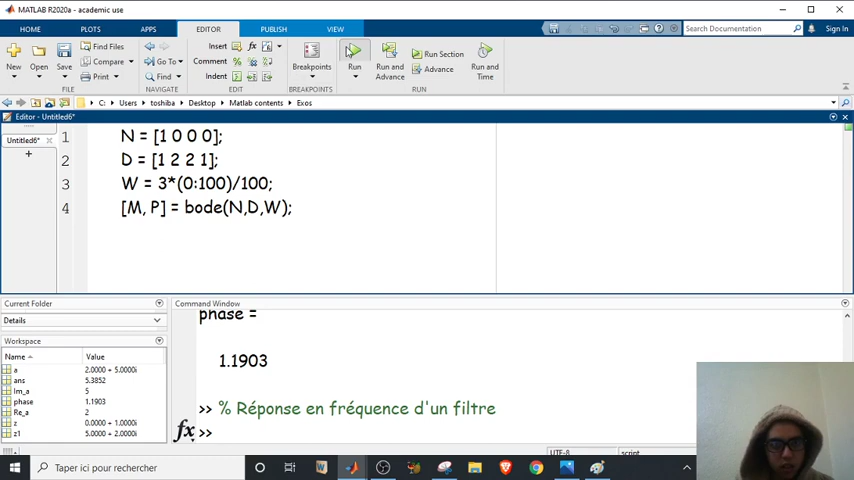 MATLAB R2020a - academic use
HOME PLOTS APPS EDITOR PUBLISH VIEW Search Documentation Sign In
New Open Save Find Files Compare Print Go To Find Insert Comment Indent Breakpoints Run Run and Advance Run Section Advance Run and Time
FILE NAVIGATE EDIT BREAKPOINTS RUN
C: Users toshiba Desktop Matlab contents Exos
Editor - Untitled6*
Untitled6*
1 N = [1 0 0 0];
2 D = [1 2 2 1];
3 W = 3*(0:100)/100;
4 [M, P] = bode(N,D,W);
Current Folder
Details
Workspace
Name Value
a 2.0000 + 5.0000i
ans 5.3852
Im_a 5
phase 1.1903
Re_a 2
z 0.0000 + 1.0000i
z1 5.0000 + 2.0000i
Command Window
phase =
1.1903
>> % Réponse en fréquence d'un filtre
fx >>
UTF-8 script
Taper ici pour rechercher